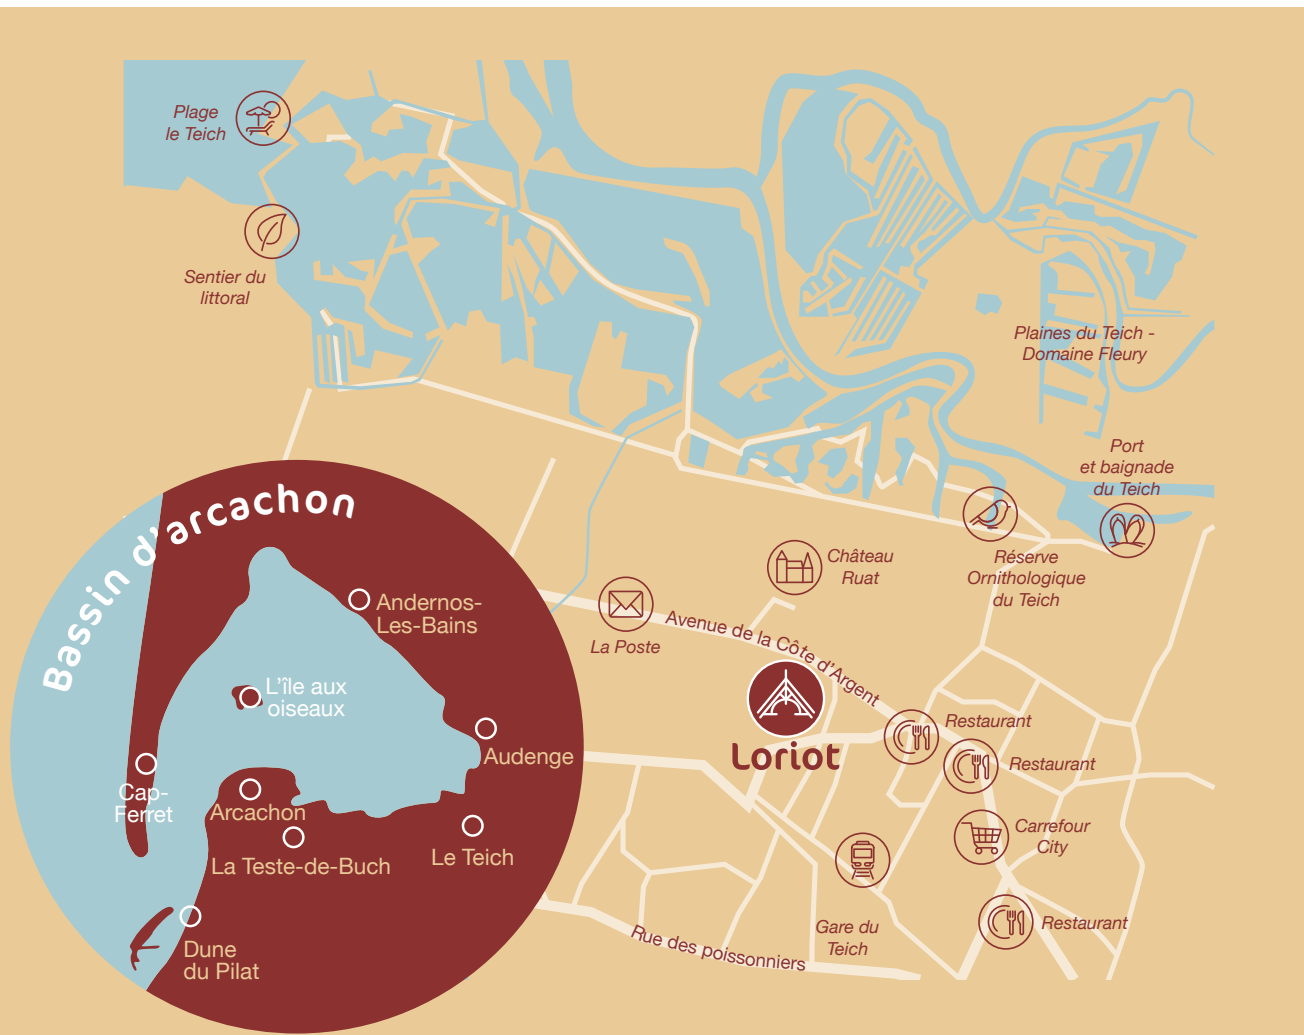 Plage
le Teich
Sentier du
littoral
Plaines du Teich -
Domaine Fleury
Port
et baignade
du Teich
Réserve
Ornithologique
du Teich
Château
Ruat
La Poste
Avenue de la Côte d'Argent
Loriot
Restaurant
Restaurant
Carrefour
City
Restaurant
Gare du
Teich
Rue des poissonniers
Bassin d'arcachon
Andernos-
Les-Bains
L'île aux
oiseaux
Audenge
Cap-
Ferret
Arcachon
La Teste-de-Buch
Le Teich
Dune
du Pilat